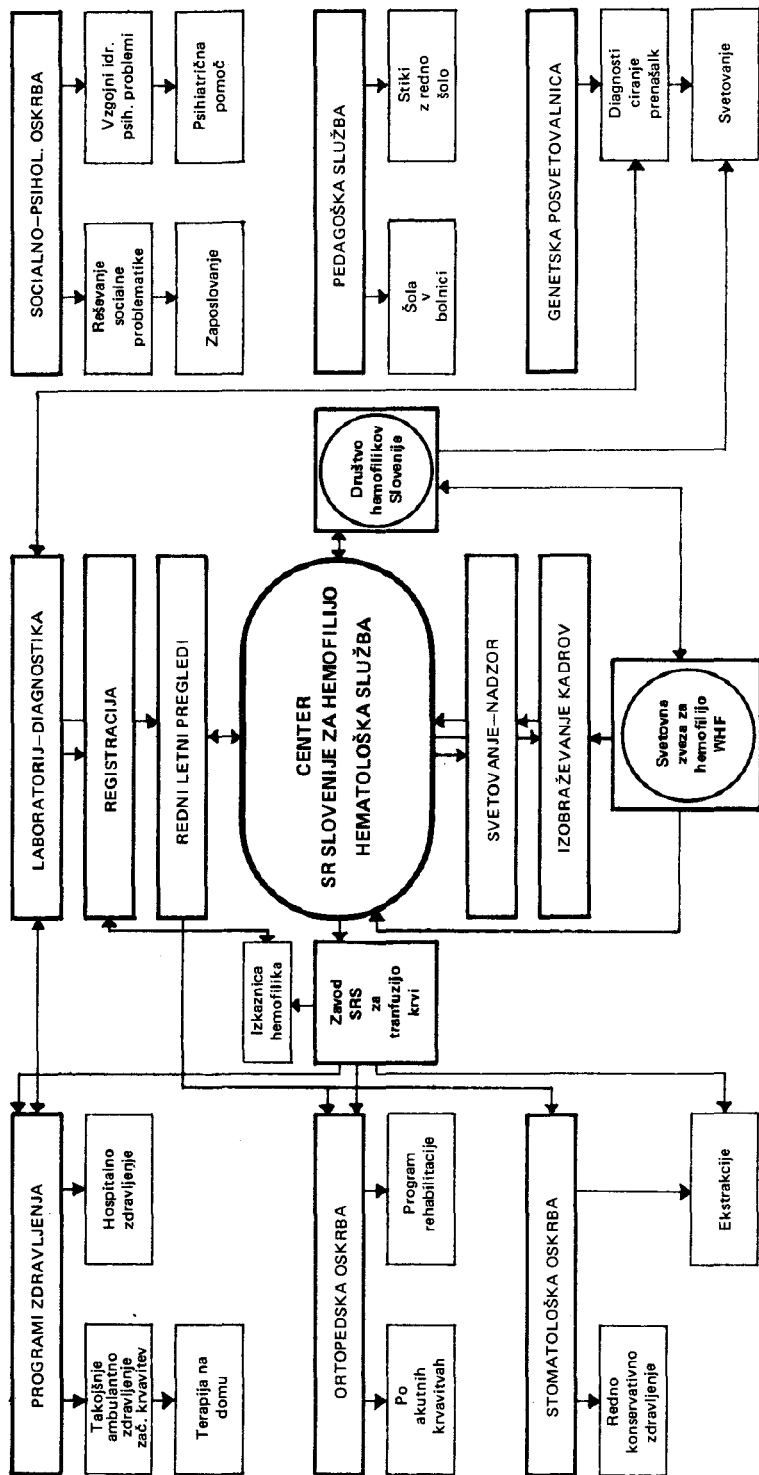 PROGRAMI ZDRAVLJENJA
Takojšnje
ambulantno
zdravljenje
zač. krvavitev
Hospitalno
zdravljenje
Terapija na
domu
ORTOPEDSKA OSKRBA
Po
akutnih
krvavitvah
Program
rehabilitacije
STOMATOLOŠKA OSKRBA
Redno
konservativno
zdravljenje
Ekstrakcije
LABORATORIJ–DIAGNOSTIKA
REGISTRACIJA
REDNI LETNI PREGLEDI
Izkaznica
hemofilika
Zavod
SRS
za
tranfuzijo
krvi
CENTER
SR SLOVENIJE ZA HEMOFILIJO
HEMATOLOŠKA SLUŽBA
Društvo
hemofilikov
Slovenije
SVETOVANJE–NADZOR
IZOBRAŽEVANJE KADROV
Svetovna
zveza za
hemofilijo
WHF
SOCIALNO–PSIHOL. OSKRBA
Reševanje
socialne
problematike
Vzgojni idr.
psih. problemi
Zaposlovanje
Psihiatrična
pomoč
PEDAGOŠKA SLUŽBA
Šola
v
bolnici
Stiki
z redno
šolo
GENETSKA POSVETOVALNICA
Diagnosti
ciranje
prenašalk
Svetovanje